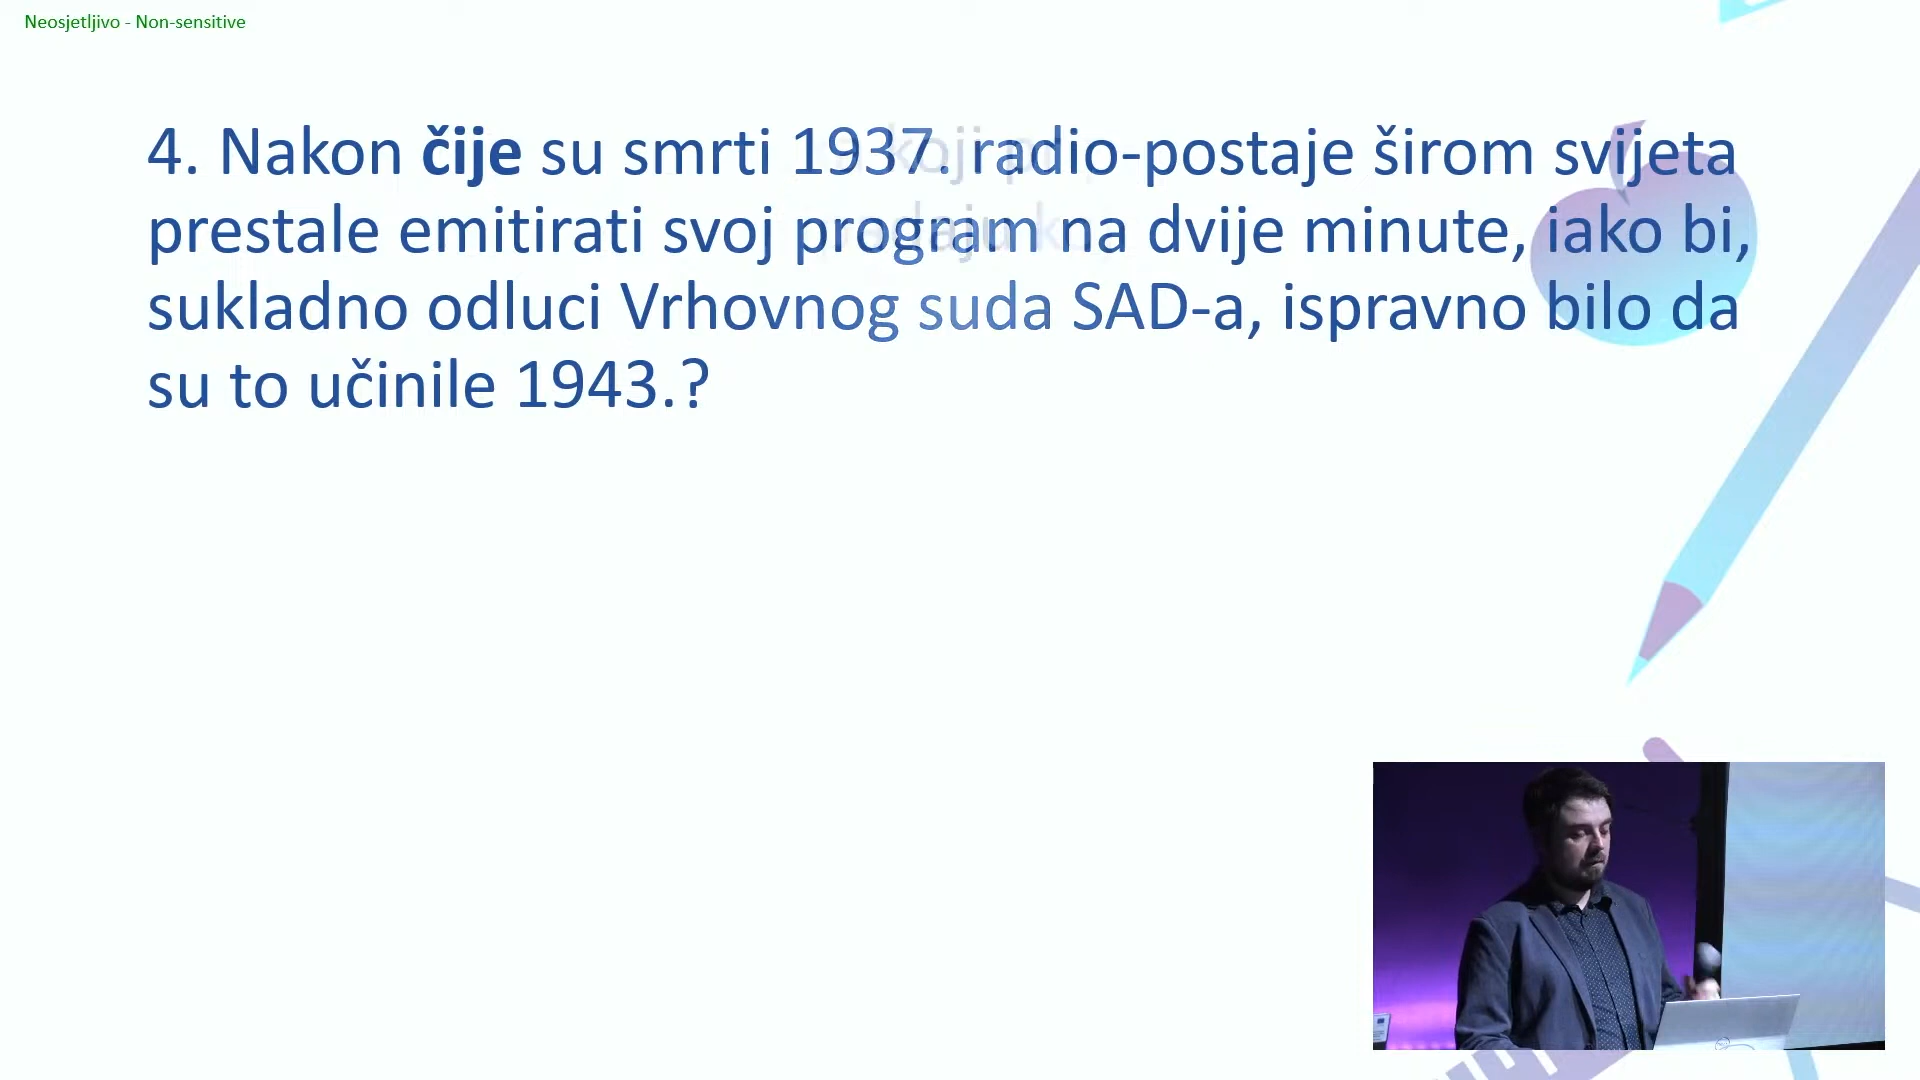 Neosjetljivo - Non-sensitive
4. Nakon čije su smrti 1937. radio-postaje širom svijeta
prestale emitirati svoj program na dvije minute, iako bi,
sukladno odluci Vrhovnog suda SAD-a, ispravno bilo da
su to učinile 1943.?